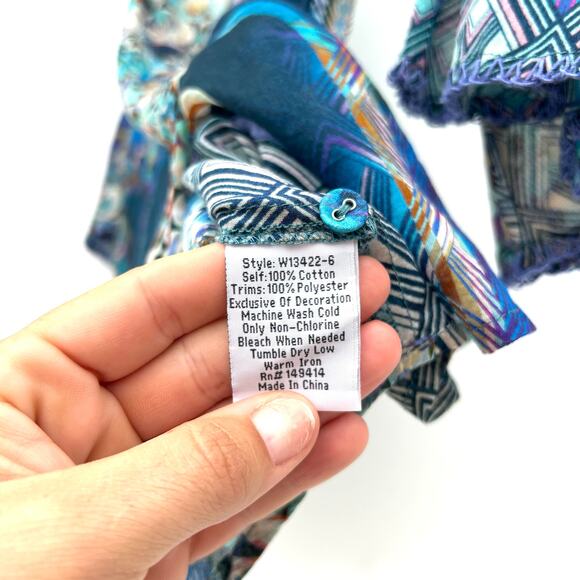 Style: W13422-6
Self:100% Cotton
Trims:100% Polyester
Exclusive Of Decoration
Machine Wash Cold
Only Non-Chlorine
Bleach When Needed
Tumble Dry Low
Warm Iron
Rn# 149414
Made In China